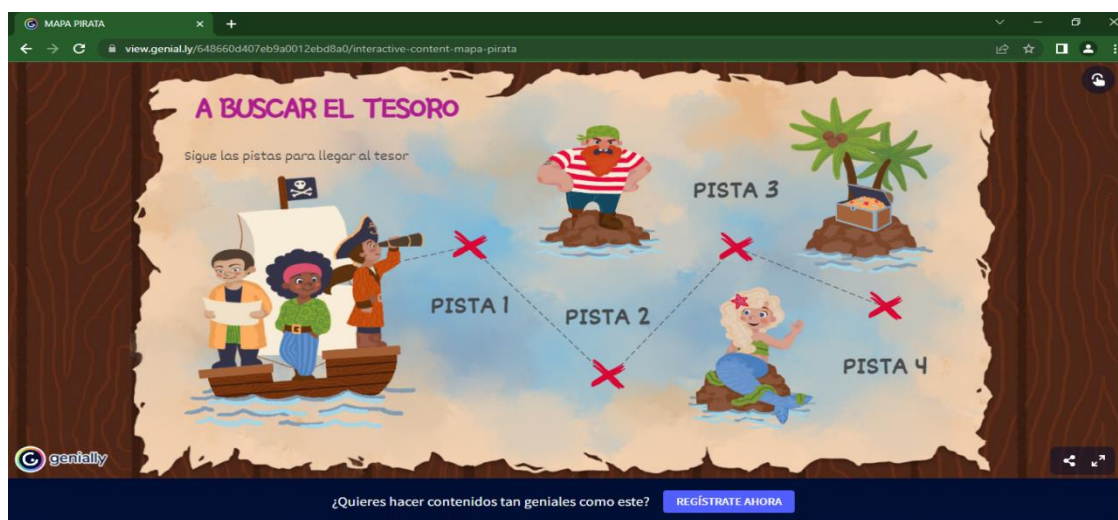 MAPA PIRATA
view.genial.ly/648660d407eb9a0012ebd8a0/interactive-content-mapa-pirata
A BUSCAR EL TESORO
Sigue las pistas para llegar al tesor
PISTA 1
PISTA 2
PISTA 3
PISTA 4
genially
¿Quieres hacer contenidos tan geniales como este? REGÍSTRATE AHORA